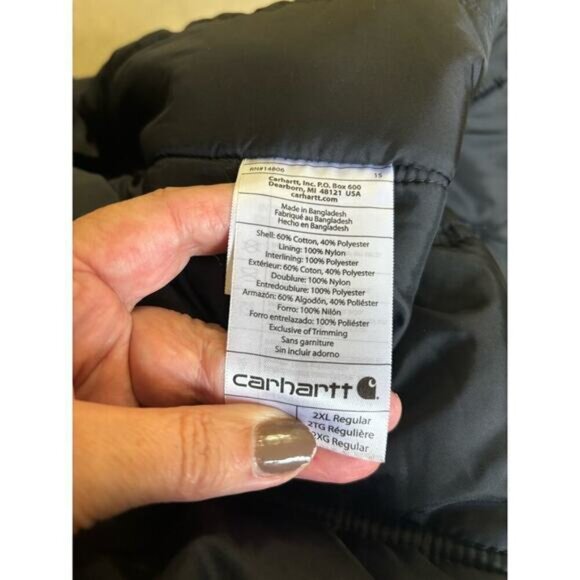 RN#14806 15
Carhartt, Inc. P.O. Box 600
Dearborn, MI 48121 USA
carhartt.com
Made in Bangladesh
Fabriqué au Bangladesh
Hecho en Bangladesh
Shell: 60% Cotton, 40% Polyester
Lining: 100% Nylon
Interlining: 100% Polyester
Extérieur: 60% Coton, 40% Polyester
Doublure: 100% Nylon
Entredoublure: 100% Polyester
Armazón: 60% Algodón, 40% Poliéster
Forro: 100% Nilón
Forro entrelazado: 100% Poliéster
Exclusive of Trimming
Sans garniture
Sin incluir adorno
carhartt
2XL Regular
2TG Régulière
2XG Regular